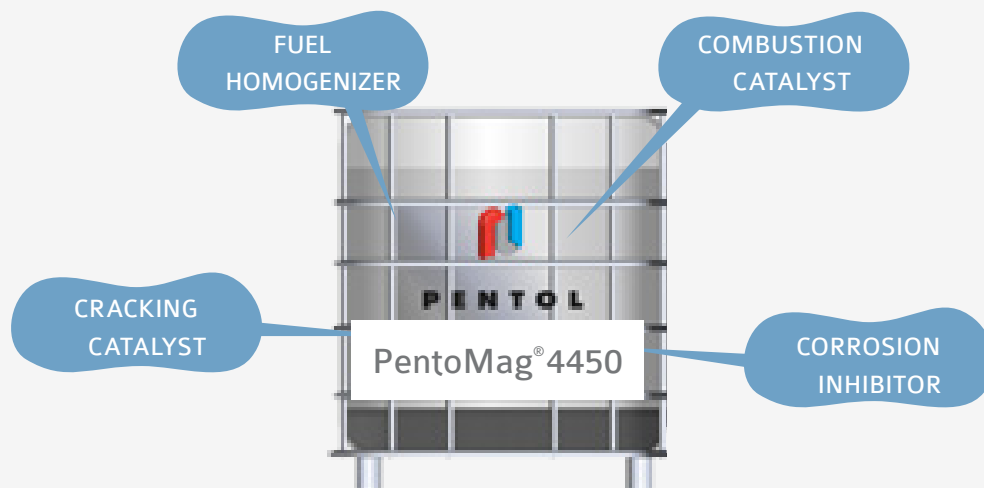 FUEL
HOMOGENIZER
COMBUSTION
CATALYST
PENTOL
CRACKING
CATALYST
PentoMag®4450
CORROSION
INHIBITOR